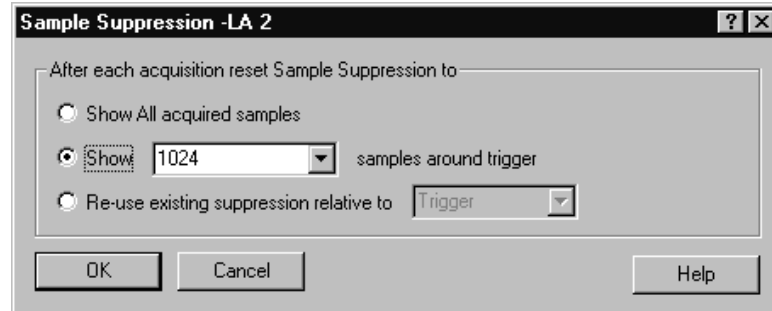 Sample Suppression -LA 2
After each acquisition reset Sample Suppression to
Show All acquired samples
Show 1024 samples around trigger
Re-use existing suppression relative to Trigger
OK Cancel Help